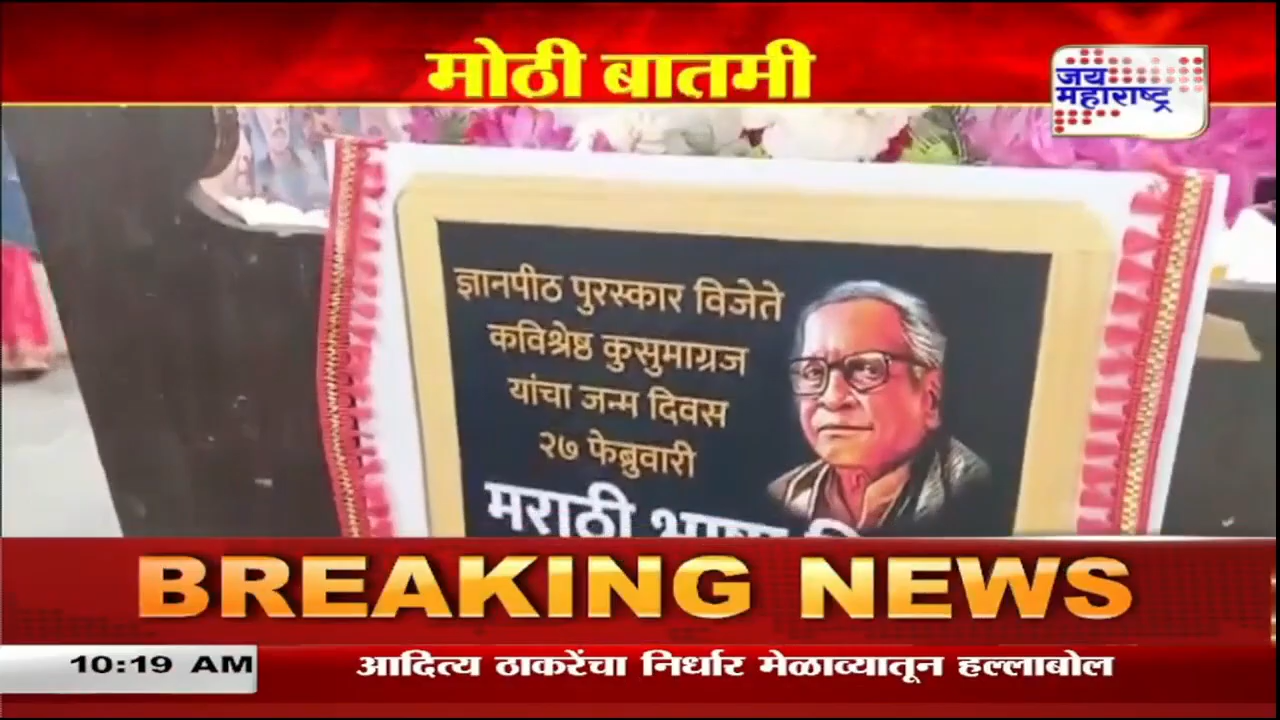 मोठी बातमी
जय
महाराष्ट्र
ज्ञानपीठ पुरस्कार विजेते
कविश्रेष्ठ कुसुमाग्रज
यांचा जन्म दिवस
२७ फेब्रुवारी
मराठी भाषा
BREAKING NEWS
10:19 AM
आदित्य ठाकरेंचा निर्धार मेळाव्यातून हल्लाबोल